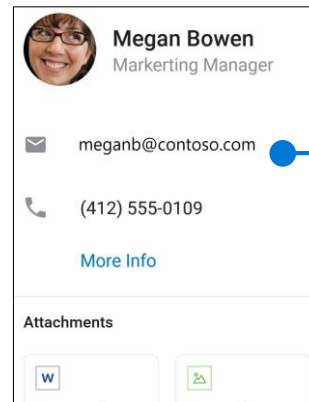 Megan Bowen
Markerting Manager
meganb@contoso.com
(412) 555-0109
More Info
Attachments
W